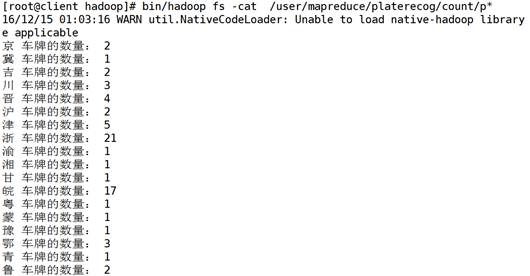 [root@client hadoop]# bin/hadoop fs -cat  /user/mapreduce/platerecog/count/p*
16/12/15 01:03:16 WARN util.NativeCodeLoader: Unable to load native-hadoop library
e applicable
京 车牌的数量： 2
冀 车牌的数量： 1
吉 车牌的数量： 2
川 车牌的数量： 3
晋 车牌的数量： 4
沪 车牌的数量： 2
津 车牌的数量： 5
浙 车牌的数量： 21
渝 车牌的数量： 1
湘 车牌的数量： 1
甘 车牌的数量： 1
皖 车牌的数量： 17
粤 车牌的数量： 1
蒙 车牌的数量： 1
豫 车牌的数量： 1
鄂 车牌的数量： 3
青 车牌的数量： 1
鲁 车牌的数量： 2